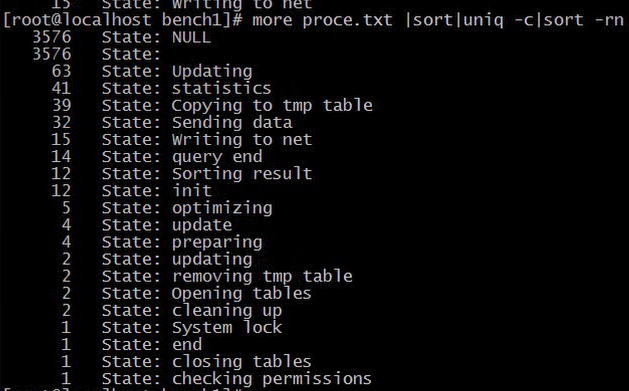 15 State: Writing to net
[root@localhost bench1]# more proce.txt |sort|uniq -c|sort -rn
3576 State: NULL
3576 State:
63 State: Updating
41 State: statistics
39 State: Copying to tmp table
32 State: Sending data
15 State: Writing to net
14 State: query end
12 State: Sorting result
12 State: init
5 State: optimizing
4 State: update
4 State: preparing
2 State: updating
2 State: removing tmp table
2 State: Opening tables
2 State: cleaning up
1 State: System lock
1 State: end
1 State: closing tables
1 State: checking permissions